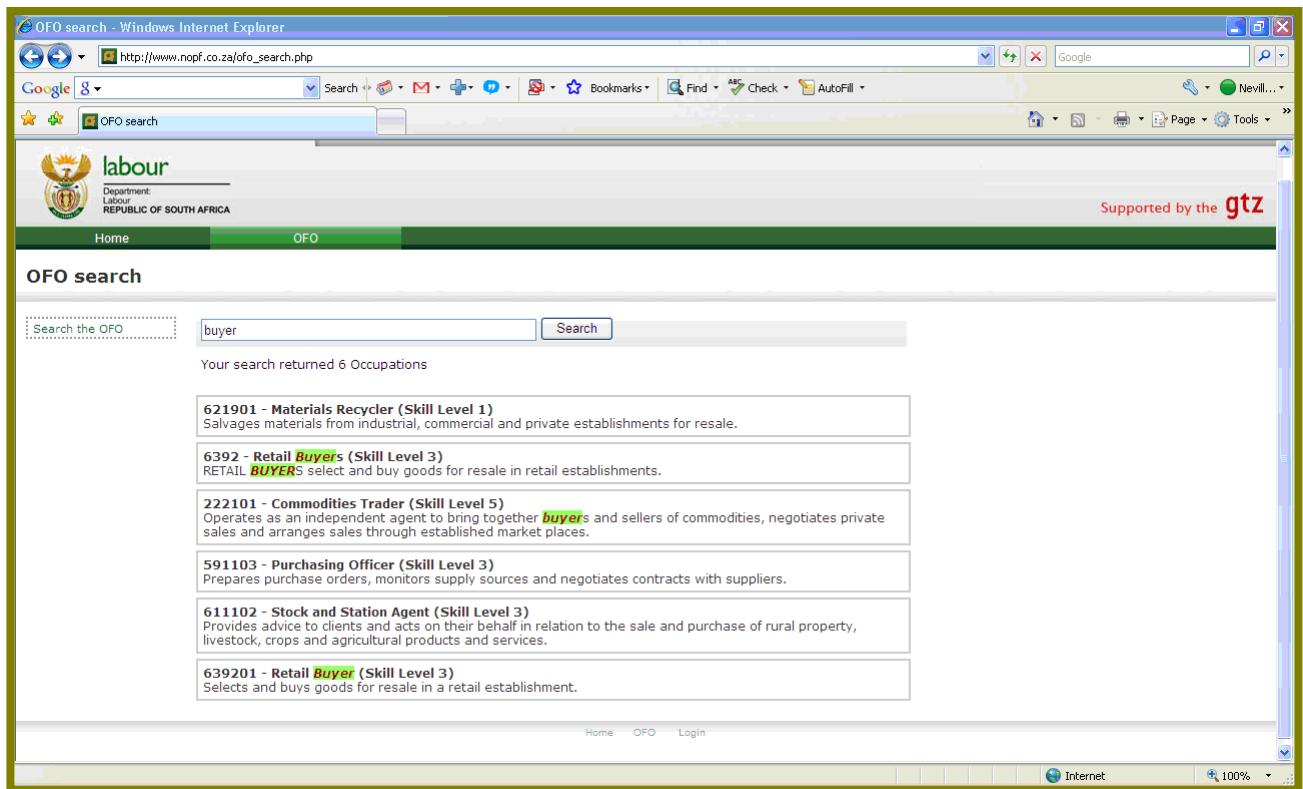 OFO search - Windows Internet Explorer
http://www.nopf.co.za/ofo_search.php
Google
Google
Search
Bookmarks
Find
ABC
Check
AutoFill
Nevill...
OFO search
Page
Tools
labour
Department:
Labour
REPUBLIC OF SOUTH AFRICA
Supported by the gtz
Home OFO
OFO search
Search the OFO
buyer
Search
Your search returned 6 Occupations
621901 - Materials Recycler (Skill Level 1)
Salvages materials from industrial, commercial and private establishments for resale.
6392 - Retail Buyers (Skill Level 3)
RETAIL BUYERS select and buy goods for resale in retail establishments.
222101 - Commodities Trader (Skill Level 5)
Operates as an independent agent to bring together buyers and sellers of commodities, negotiates private
sales and arranges sales through established market places.
591103 - Purchasing Officer (Skill Level 3)
Prepares purchase orders, monitors supply sources and negotiates contracts with suppliers.
611102 - Stock and Station Agent (Skill Level 3)
Provides advice to clients and acts on their behalf in relation to the sale and purchase of rural property,
livestock, crops and agricultural products and services.
639201 - Retail Buyer (Skill Level 3)
Selects and buys goods for resale in a retail establishment.
Home OFO Login
Internet
100%